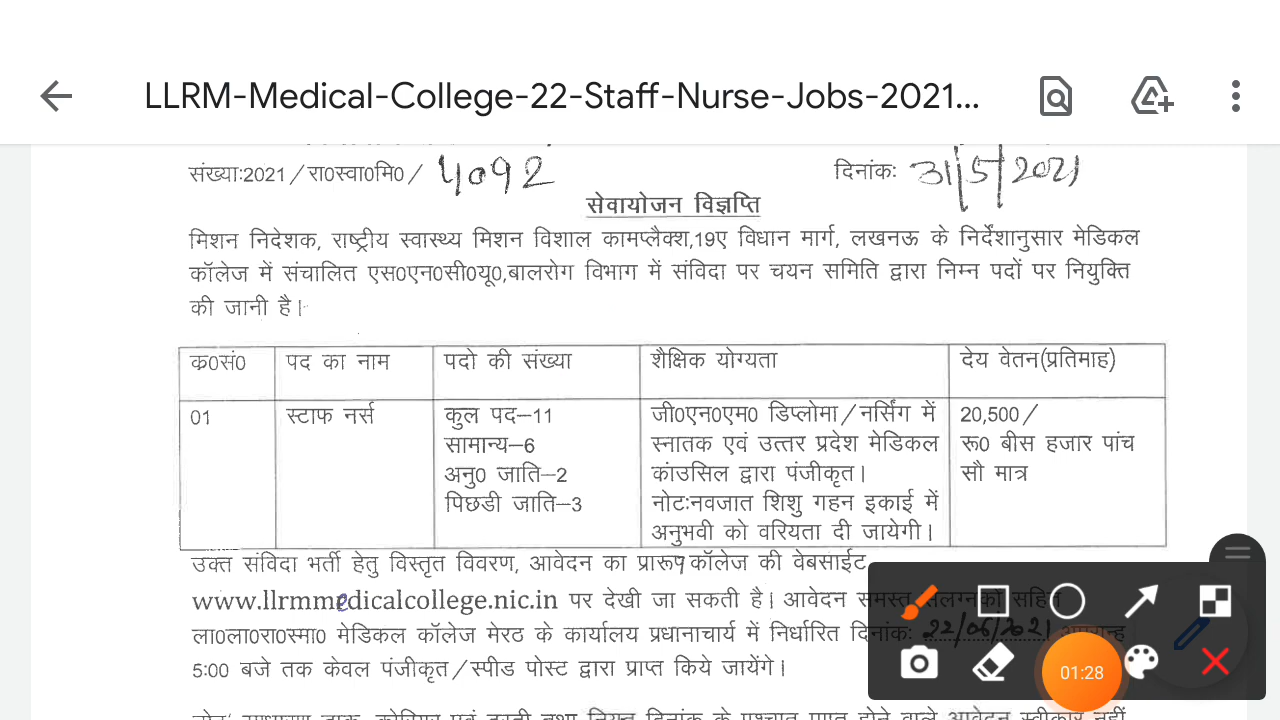 LLRM-Medical-College-22-Staff-Nurse-Jobs-2021...
संख्याः2021/रा0स्वा0मि0/ 4092 दिनांकः 31/5/2021
सेवायोजन विज्ञप्ति
मिशन निदेशक, राष्ट्रीय स्वास्थ्य मिशन विशाल कामप्लैक्श,19ए विधान मार्ग, लखनऊ के निर्देशानुसार मेडिकल
कॉलेज में संचालित एस0एन0सी0यू0,बालरोग विभाग में संविदा पर चयन समिति द्वारा निम्न पदों पर नियुक्ति
की जानी है।
क0सं0 पद का नाम पदो की संख्या शैक्षिक योग्यता देय वेतन(प्रतिमाह)
01 स्टाफ नर्स कुल पद–11 जी0एन0एम0 डिप्लोमा/नर्सिंग में 20,500/
सामान्य–6 स्नातक एवं उत्तर प्रदेश मेडिकल रू0 बीस हजार पांच
अनु0 जाति–2 कांउसिल द्वारा पंजीकृत। सौ मात्र
पिछडी जाति–3 नोटःनवजात शिशु गहन इकाई में
अनुभवी को वरियता दी जायेगी।
उक्त संविदा भर्ती हेतु विस्तृत विवरण, आवेदन का प्रारूप कॉलेज की वेबसाईट
www.llrmmedicalcollege.nic.in पर देखी जा सकती है। आवेदन समस्त संलग्नकों सहित
ला0ला0रा0स्मा0 मेडिकल कॉलेज मेरठ के कार्यालय प्रधानाचार्य में निर्धारित दिनांकः 22/06/2021
5:00 बजे तक केवल पंजीकृत/स्पीड पोस्ट द्वारा प्राप्त किये जायेंगे।
01:28